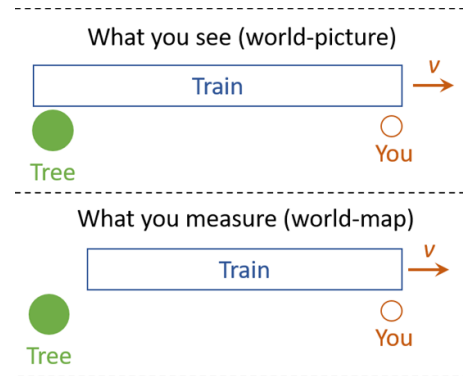 What you see (world-picture)
v
Train
You
Tree
What you measure (world-map)
v
Train
You
Tree